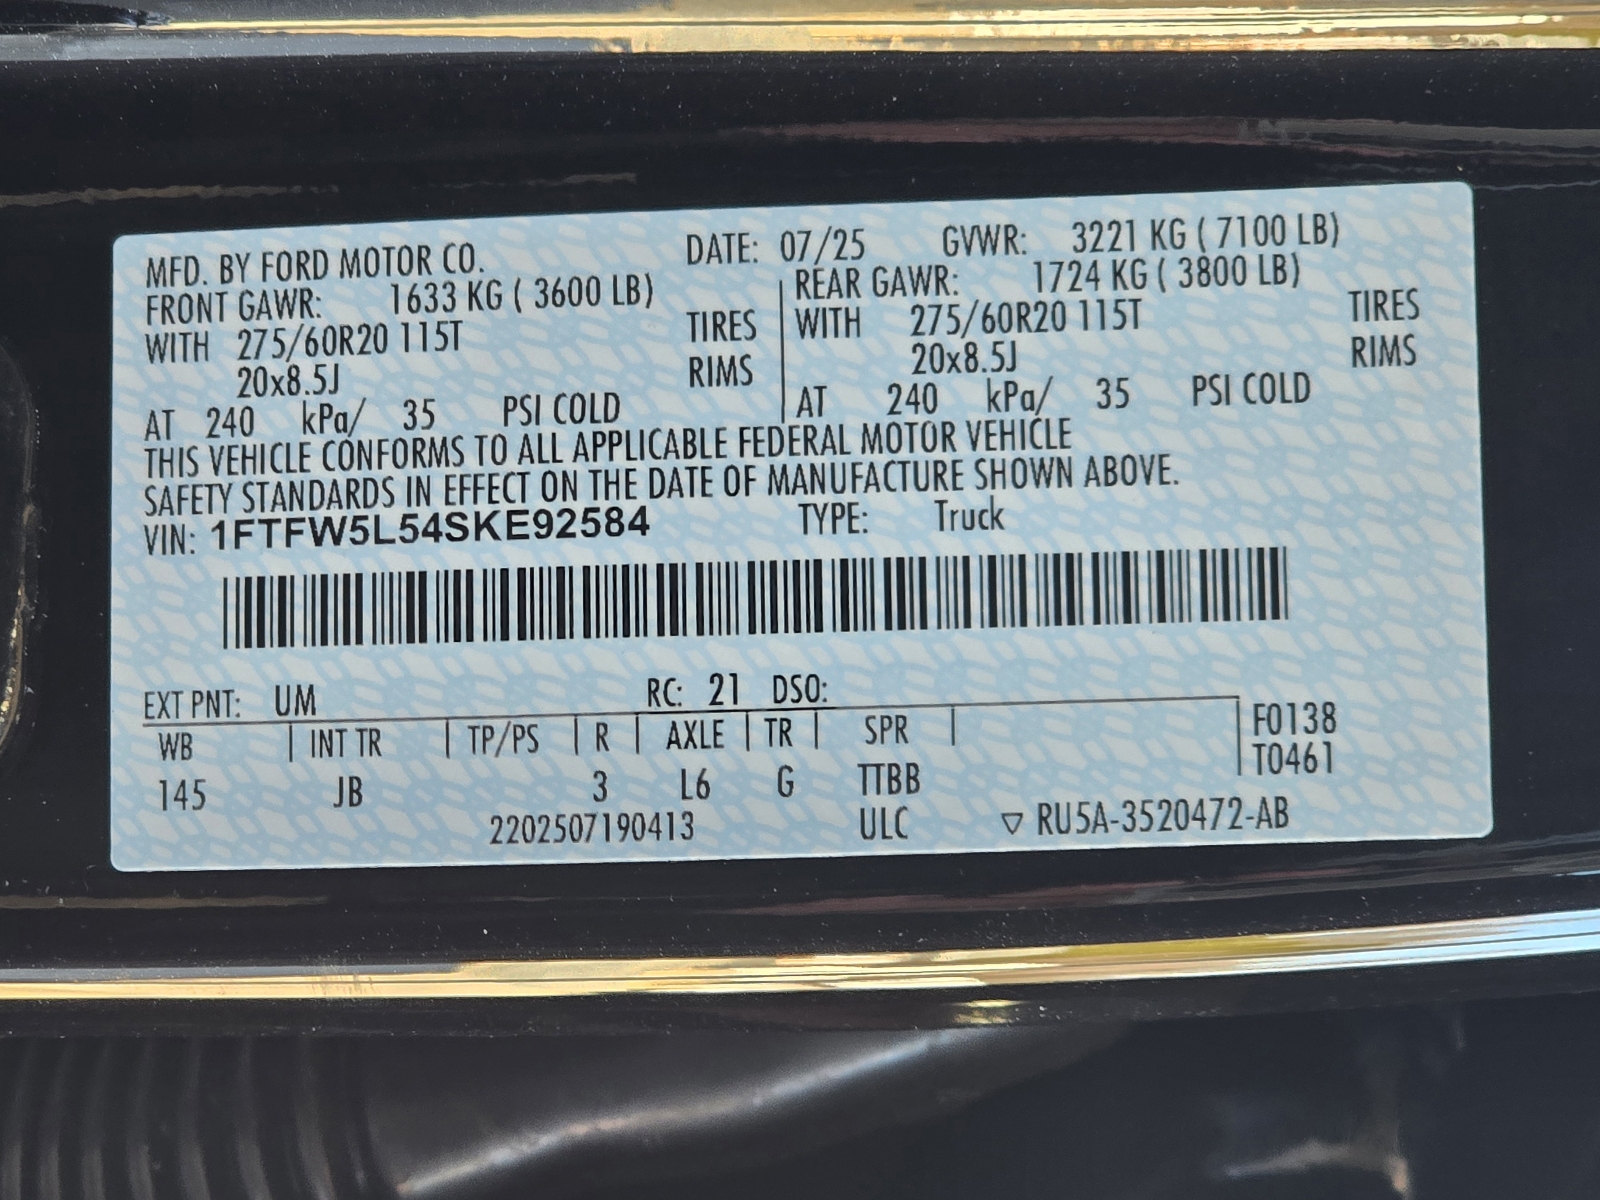 MFD. BY FORD MOTOR CO. DATE: 07/25 GVWR: 3221 KG ( 7100 LB)
FRONT GAWR: 1633 KG ( 3600 LB) REAR GAWR: 1724 KG ( 3800 LB)
WITH 275/60R20 115T TIRES WITH 275/60R20 115T TIRES
20x8.5J RIMS 20x8.5J RIMS
AT 240 kPa/ 35 PSI COLD AT 240 kPa/ 35 PSI COLD
THIS VEHICLE CONFORMS TO ALL APPLICABLE FEDERAL MOTOR VEHICLE
SAFETY STANDARDS IN EFFECT ON THE DATE OF MANUFACTURE SHOWN ABOVE.
VIN: 1FTFW5L54SKE92584 TYPE: Truck
EXT PNT: UM RC: 21 DSO:
WB INT TR TP/PS R AXLE TR SPR F0138
T0461
145 JB 3 L6 G TTBB
2202507190413 ULC ▽ RU5A-3520472-AB